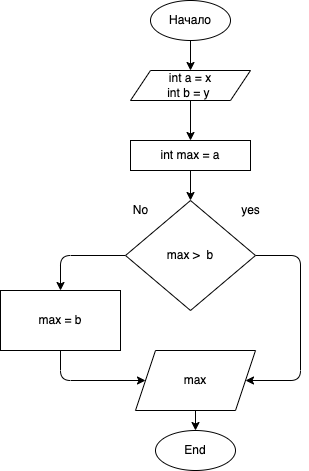 Начало
int a = x
int b = y
int max = a
No
yes
max > b
max = b
max
End